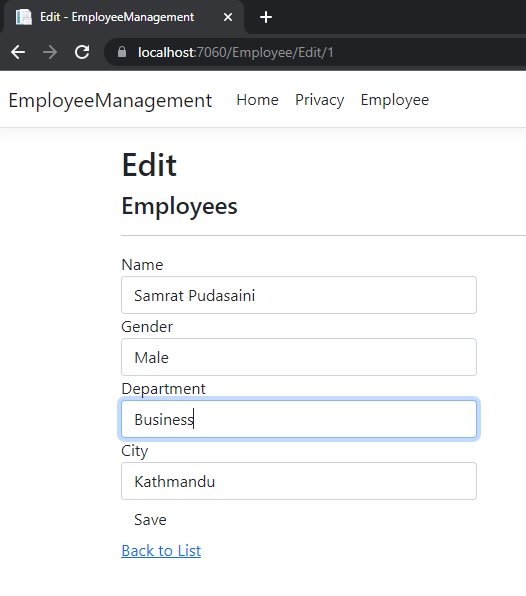 Edit - EmployeeManagement
localhost:7060/Employee/Edit/1
EmployeeManagement Home Privacy Employee
Edit
Employees
Name
Samrat Pudasaini
Gender
Male
Department
Business
City
Kathmandu
Save
Back to List